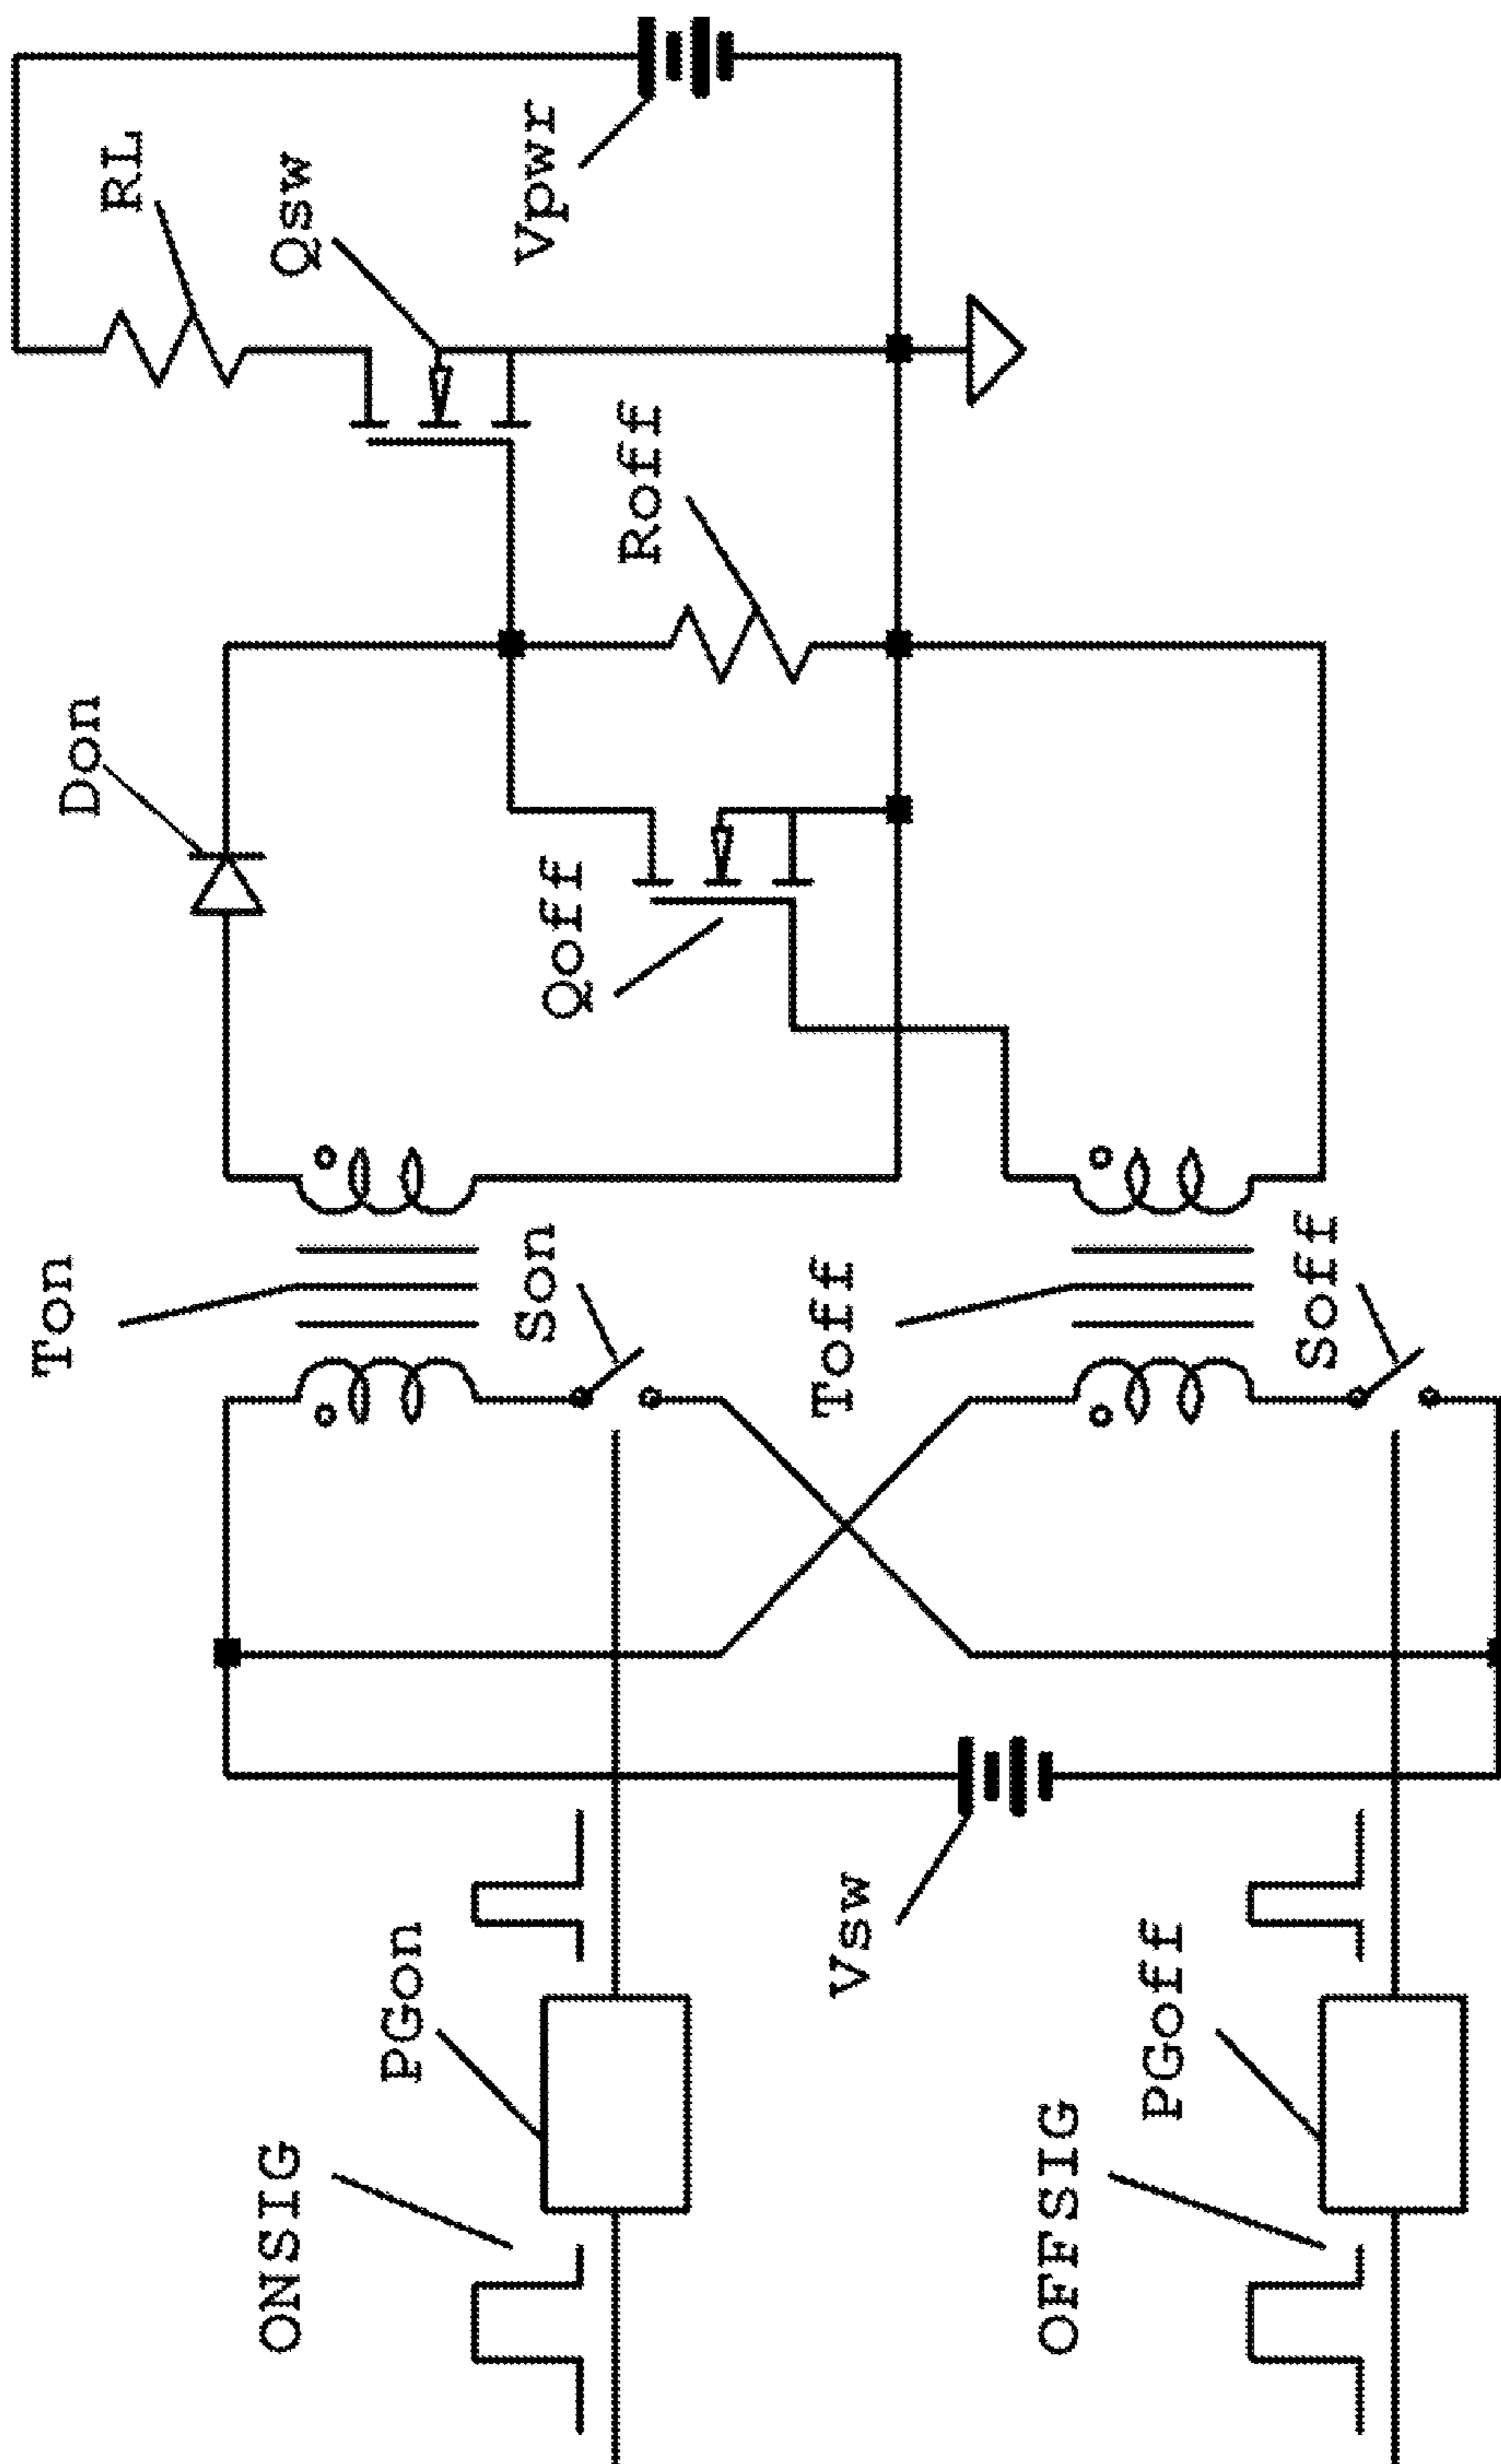 ONSIG
PGon
Ton
Don
RL
Son
Qoff
Qsw
Vsw
Toff
Roff
Vpwr
OFFSIG
PGoff
Soff